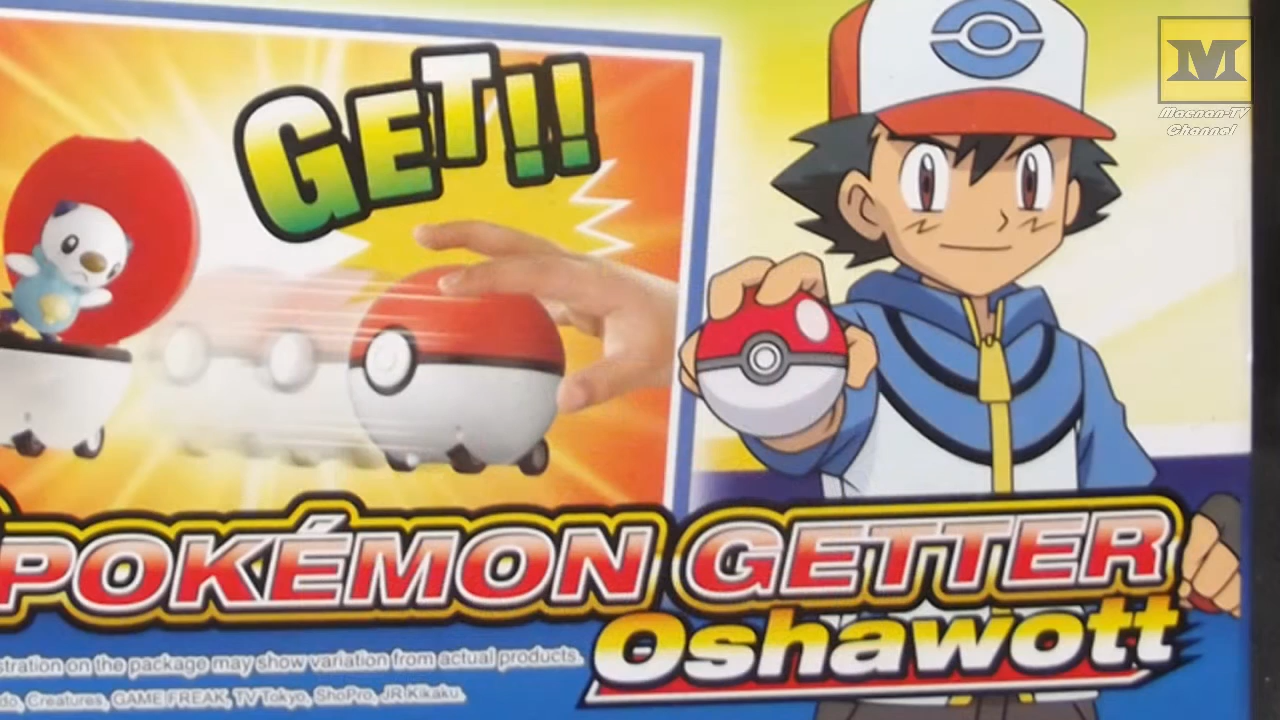 GET!!
M
Macnon-TV
Channel
POKÉMON GETTER
Oshawott
stration on the package may show variation from actual products.
do, Creatures, GAME FREAK, TV Tokyo, ShoPro, JR Kikaku.